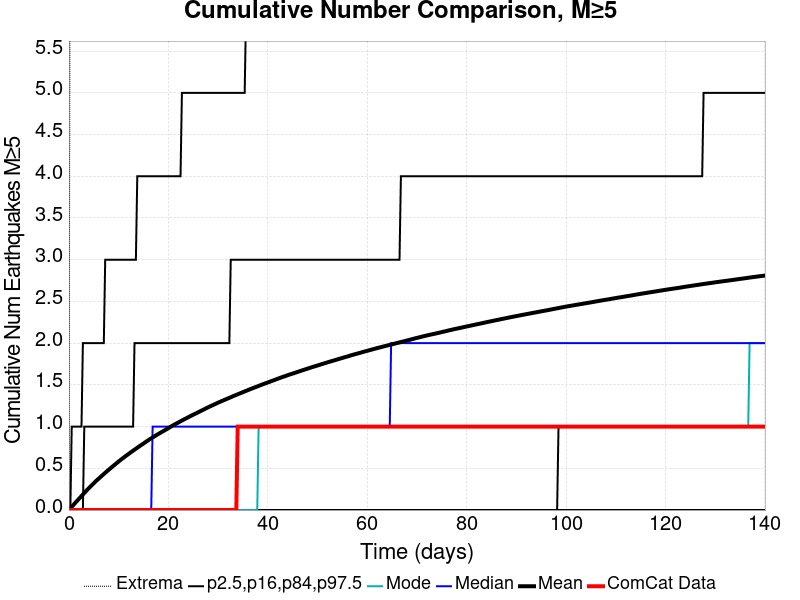 Cumulative Number Comparison, M≥5
Cumulative Num Earthquakes M≥5
5.5
5.0
4.5
4.0
3.5
3.0
2.5
2.0
1.5
1.0
0.5
0.0
0 20 40 60 80 100 120 140
Time (days)
Extrema p2.5,p16,p84,p97.5 Mode Median Mean ComCat Data